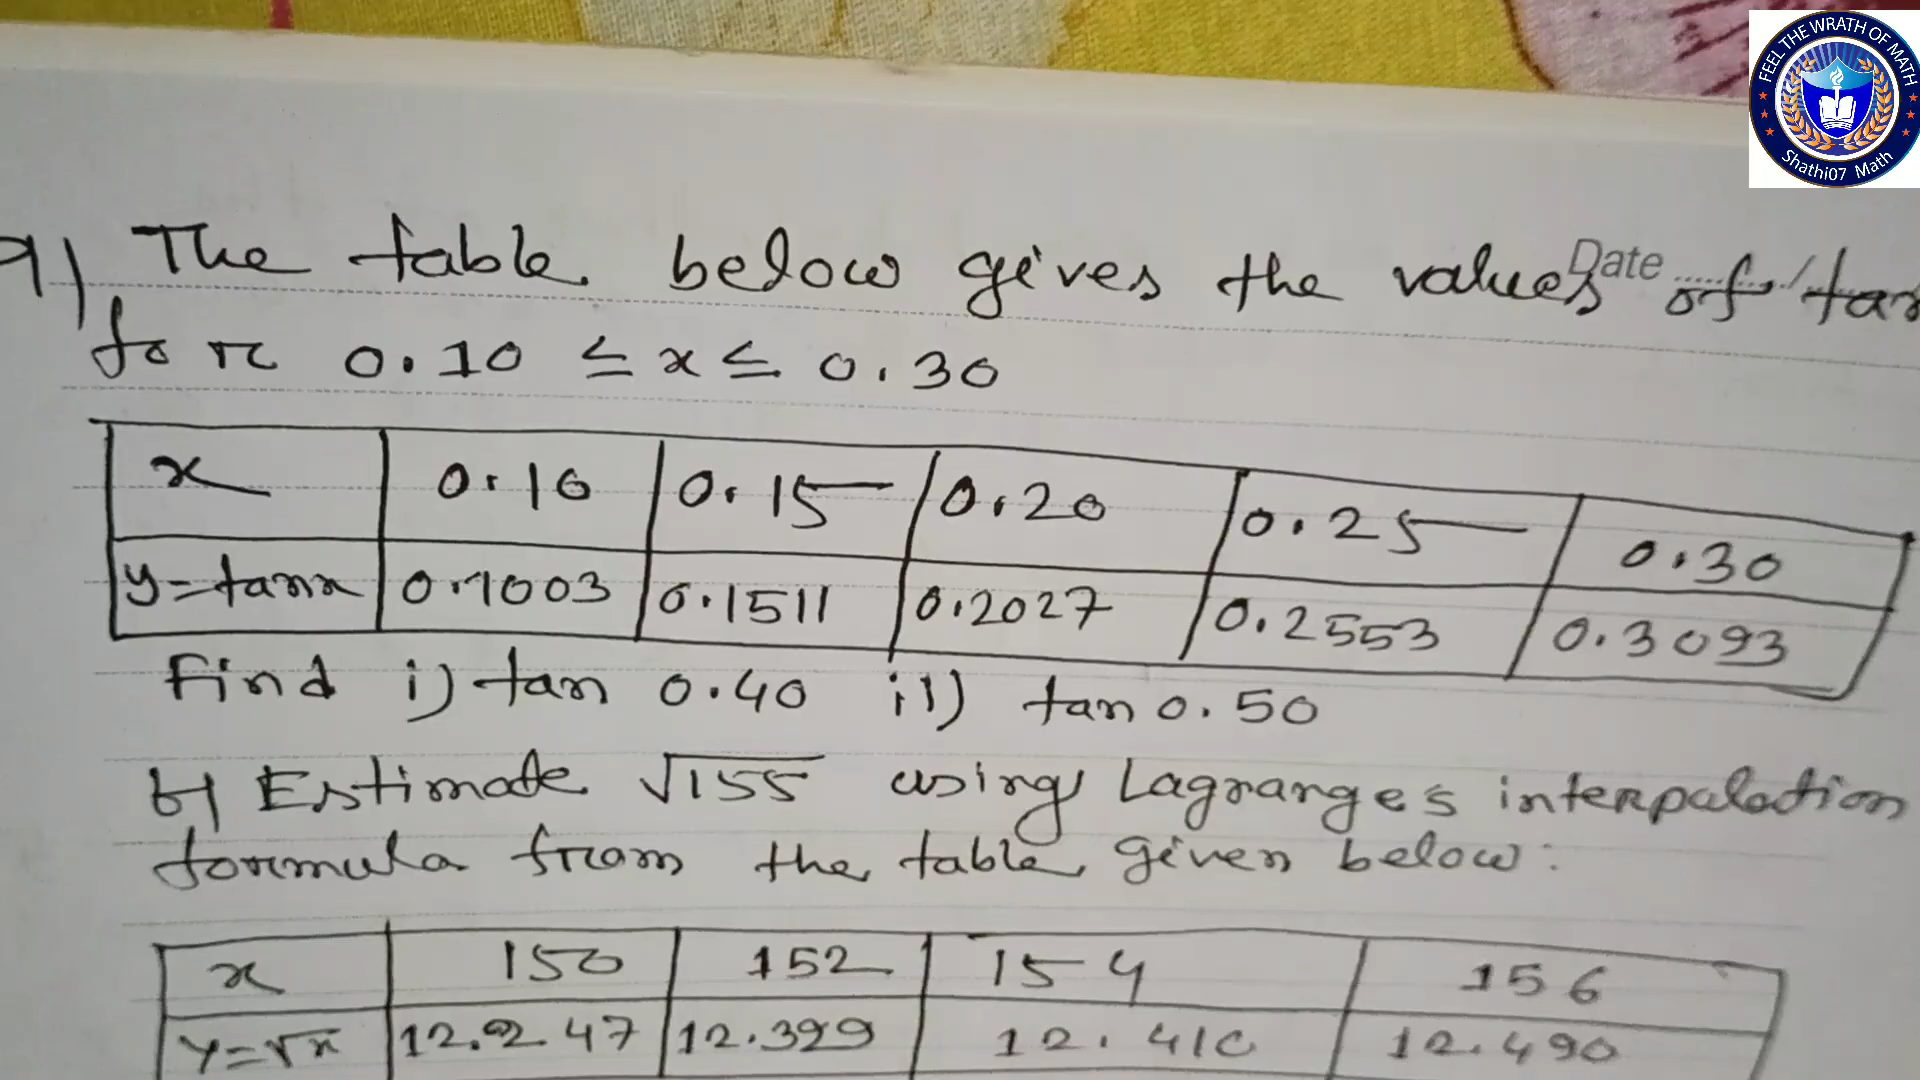 FEEL THE WRATH OF MATH
Shathi07 Math
Date
The table below gives the values of tan
for 0.10 ≤ x ≤ 0.30
x 0.10 0.15 0.20 0.25 0.30
y=tanx 0.1003 0.1511 0.2027 0.2553 0.3093
Find i) tan 0.40 ii) tan 0.50
b) Estimate √155 using Lagranges interpolation
formula from the table given below:
x 150 152 154 156
y=√x 12.247 12.329 12.410 12.490